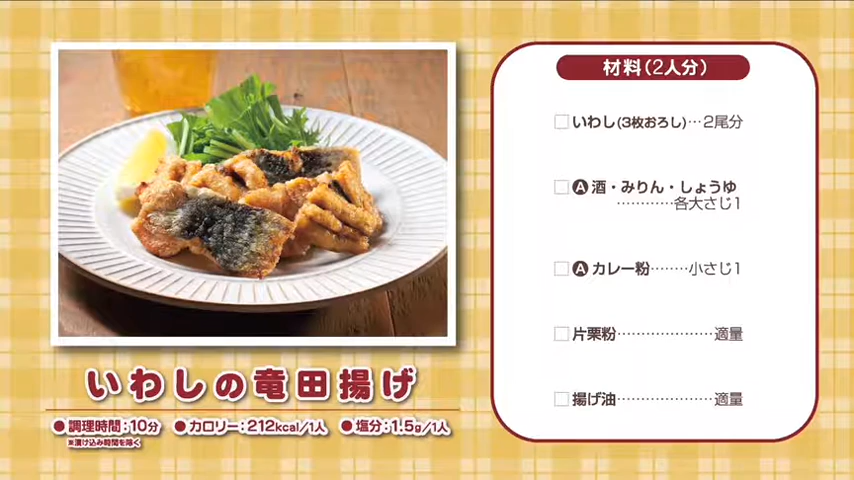 いわしの竜田揚げ
●調理時間：10分 ●カロリー：212kcal/1人 ●塩分：1.5g/1人
※漬け込み時間を除く
材料（2人分）
いわし(3枚おろし)…2尾分
A 酒・みりん・しょうゆ
…………各大さじ1
A カレー粉………小さじ1
片栗粉…………………適量
揚げ油…………………適量